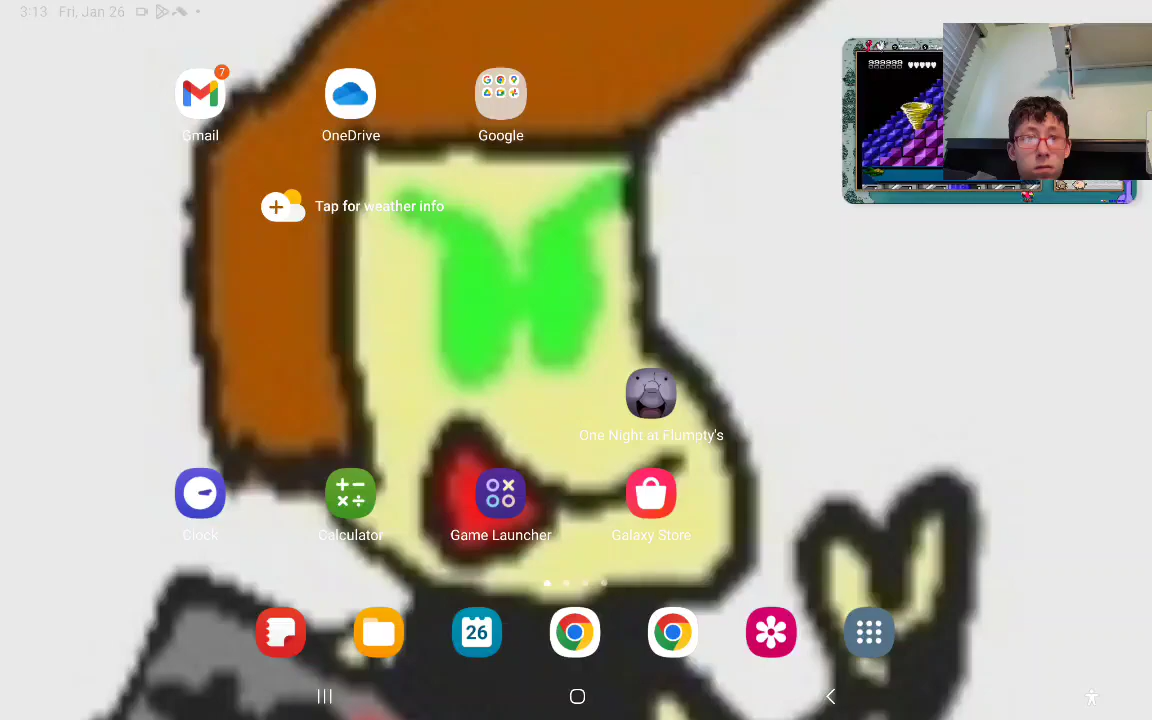 3:13 Fri, Jan 26
999999
7
Gmail
OneDrive
Google
Tap for weather info
One Night at Flumpty's
Clock
Calculator
Game Launcher
Galaxy Store
26